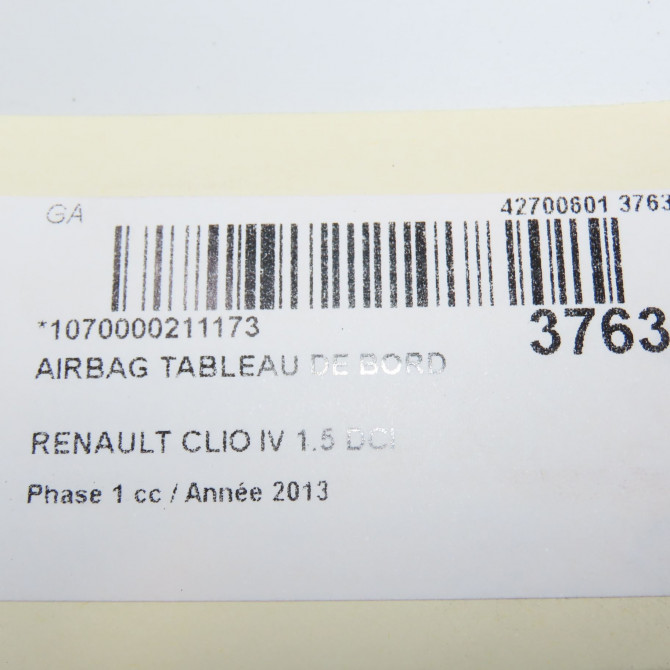 GA
42700601 3763
*1070000211173
3763
AIRBAG TABLEAU DE BORD
RENAULT CLIO IV 1.5 DCI
Phase 1 cc / Année 2013